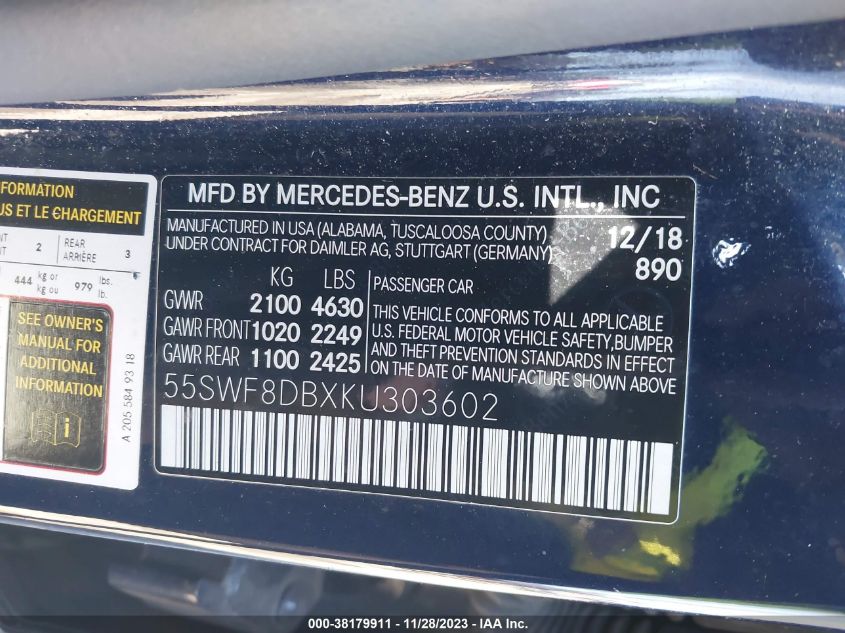 MFD BY MERCEDES-BENZ U.S. INTL., INC
MANUFACTURED IN USA (ALABAMA, TUSCALOOSA COUNTY)
UNDER CONTRACT FOR DAIMLER AG, STUTTGART (GERMANY)
12/18
890
KG LBS
GWR 2100 4630
GAWR FRONT 1020 2249
GAWR REAR 1100 2425
PASSENGER CAR
THIS VEHICLE CONFORMS TO ALL APPLICABLE
U.S. FEDERAL MOTOR VEHICLE SAFETY, BUMPER
AND THEFT PREVENTION STANDARDS IN EFFECT
ON THE DATE OF MANUFACTURE SHOWN ABOVE
55SWF8DBXKU303602
US ET LE CHARGEMENT
2 REAR 3
ARRIÈRE
444 kg or 979 lbs.
kg ou lb.
SEE OWNER'S
MANUAL FOR
ADDITIONAL
INFORMATION
A 205 584 93 18
000-38179911 - 11/28/2023 - IAA Inc.